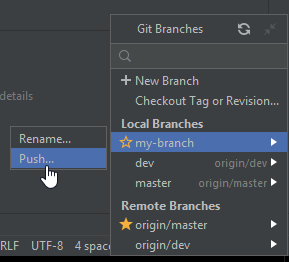 Git Branches
New Branch
Checkout Tag or Revision...
Local Branches
my-branch
dev origin/dev
master origin/master
Remote Branches
origin/master
origin/dev
details
Rename...
Push...
RLF UTF-8 4 spac